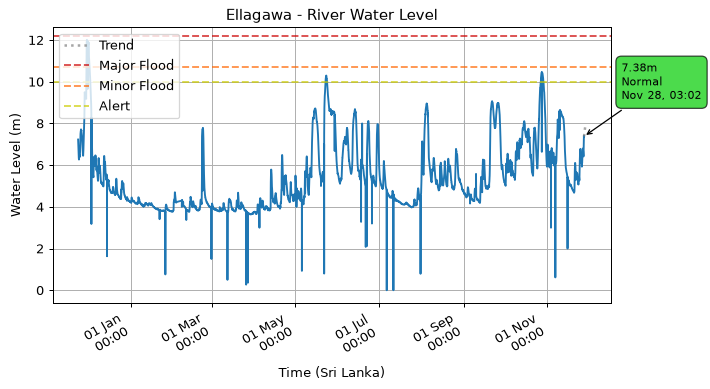 Ellagawa - River Water Level
Water Level (m)
12
10
8
6
4
2
0
Trend
Major Flood
Minor Flood
Alert
7.38m
Normal
Nov 28, 03:02
01 Jan
00:00
01 Mar
00:00
01 May
00:00
01 Jul
00:00
01 Sep
00:00
01 Nov
00:00
Time (Sri Lanka)